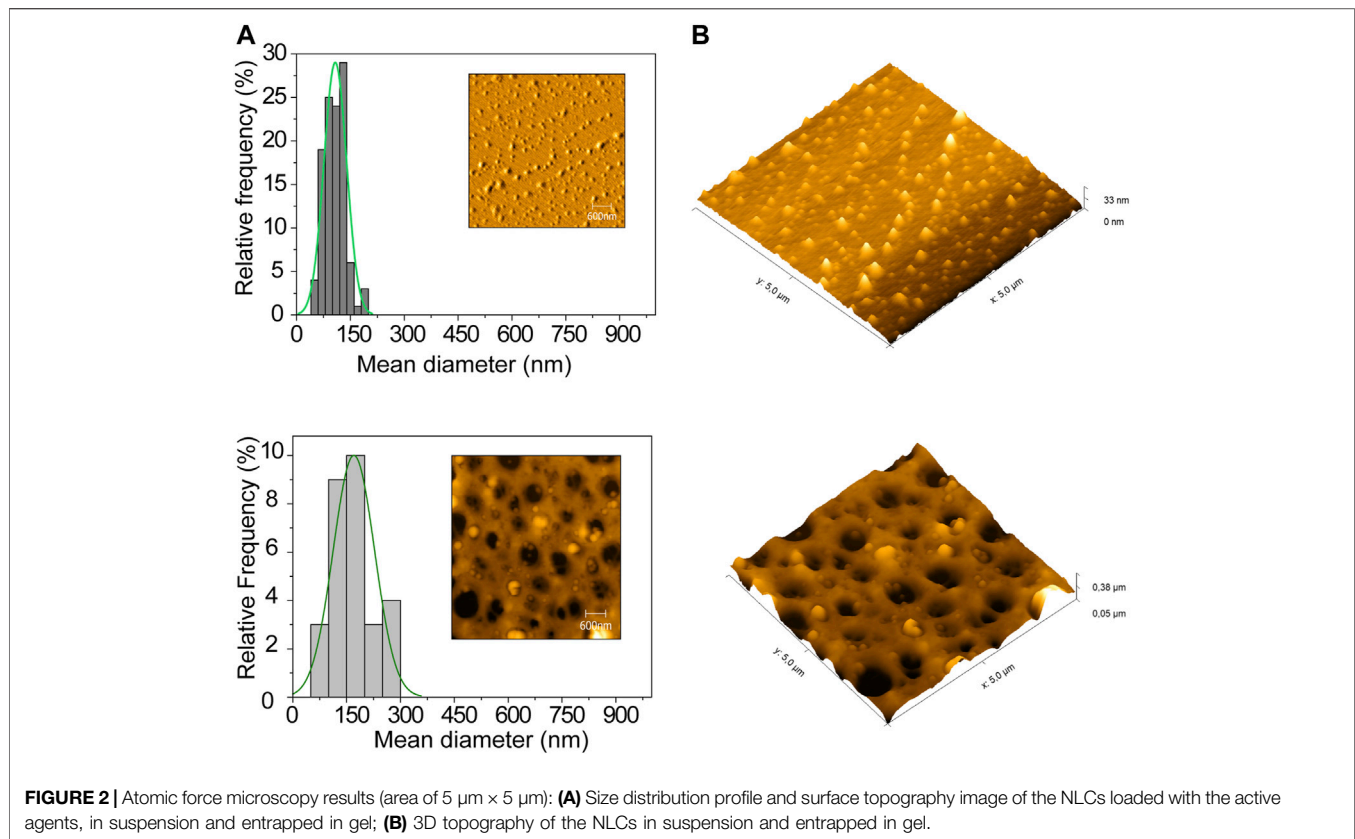 A
B
30
25
20
15
10
5
0
Relative frequency (%)
600nm
0 150 300 450 600 750 900
Mean diameter (nm)
33 nm
0 nm
y: 5,0 µm
x: 5,0 µm
10
8
6
4
2
0
Relative Frequency (%)
600nm
0 150 300 450 600 750 900
Mean diameter (nm)
0,38 µm
0,05 µm
y: 5,0 µm
x: 5,0 µm
FIGURE 2 | Atomic force microscopy results (area of 5 µm × 5 µm): (A) Size distribution profile and surface topography image of the NLCs loaded with the active
agents, in suspension and entrapped in gel; (B) 3D topography of the NLCs in suspension and entrapped in gel.